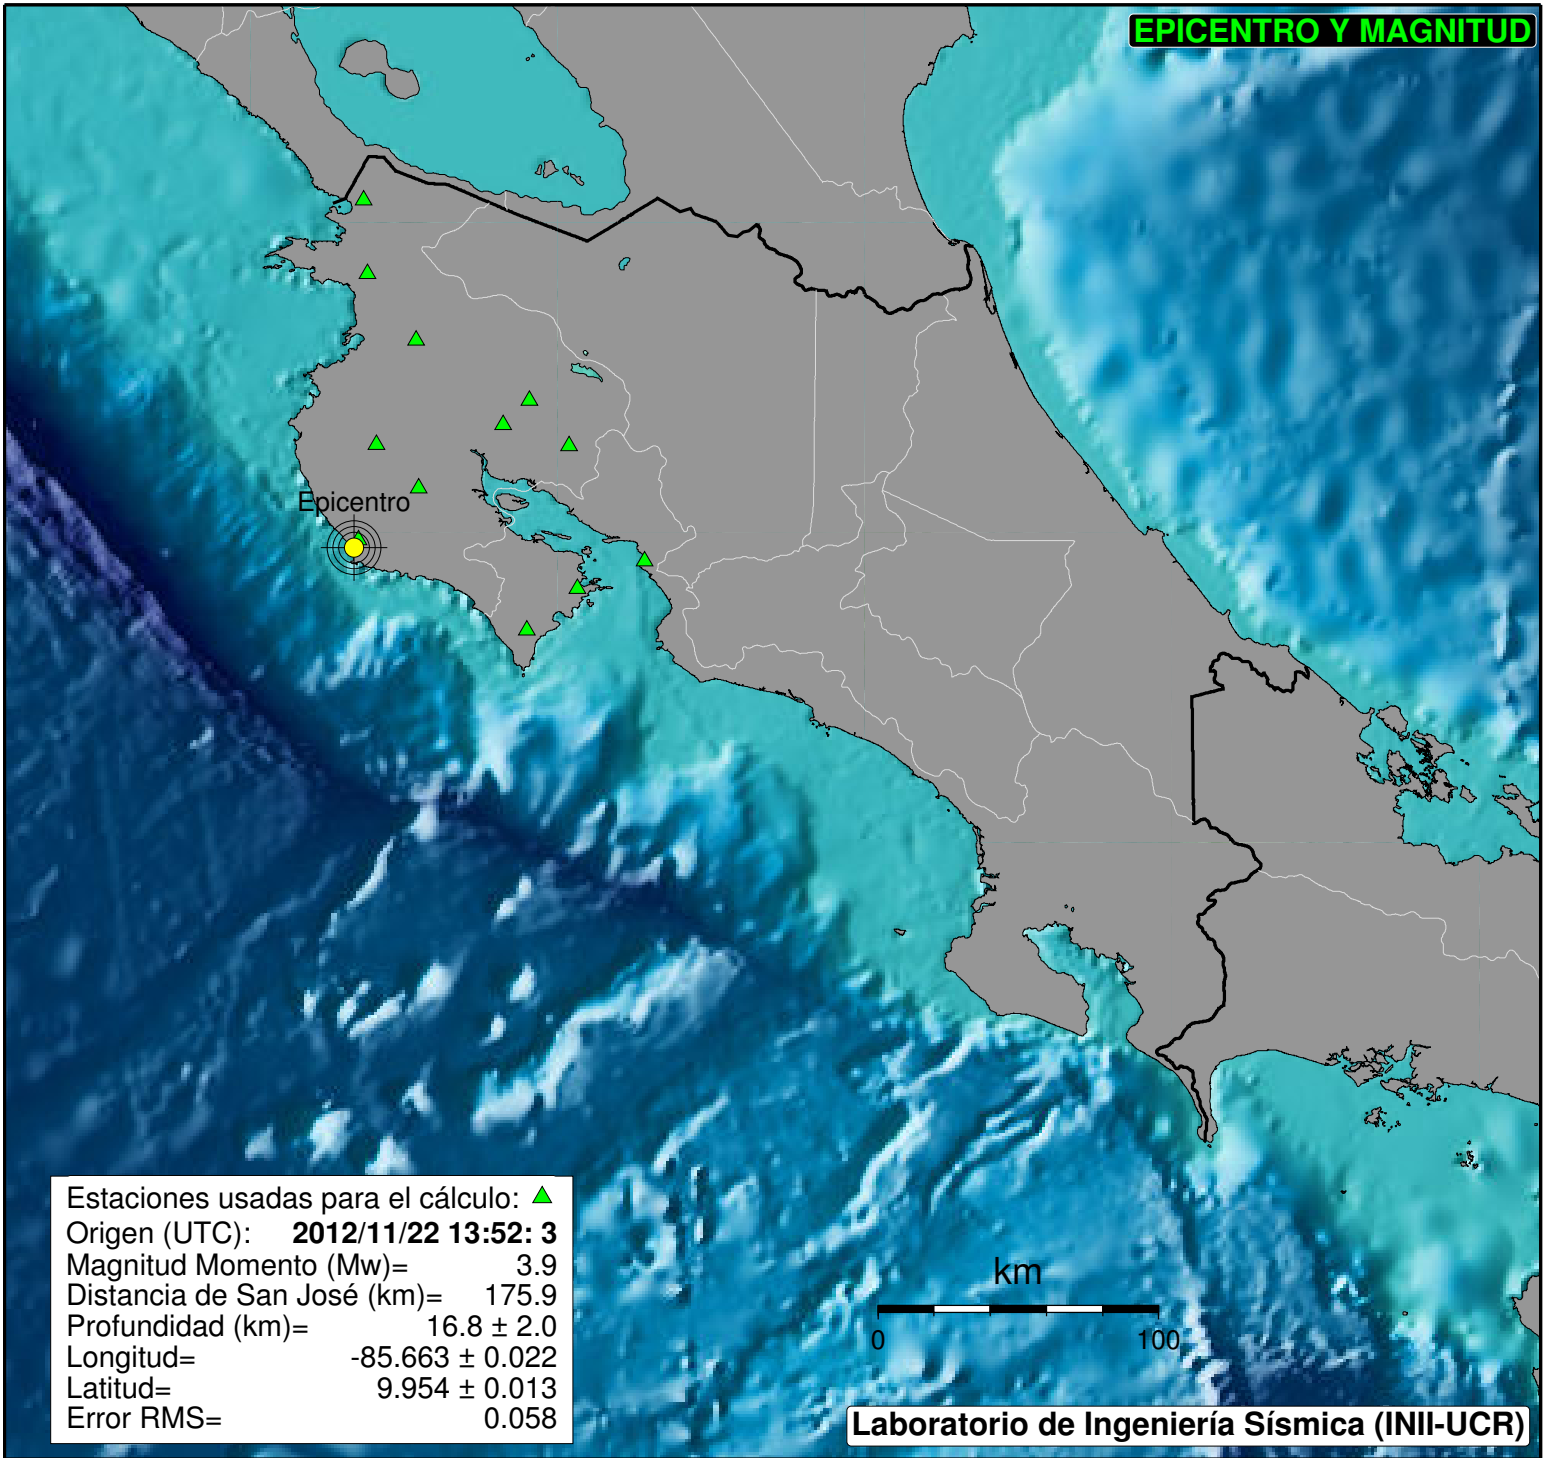 EPICENTRO Y MAGNITUD
Epicentro
Estaciones usadas para el cálculo:
Origen (UTC): 2012/11/22 13:52: 3
Magnitud Momento (Mw)= 3.9
Distancia de San José (km)= 175.9
Profundidad (km)= 16.8 ± 2.0
Longitud= -85.663 ± 0.022
Latitud= 9.954 ± 0.013
Error RMS= 0.058
km
0 100
Laboratorio de Ingeniería Sísmica (INII-UCR)